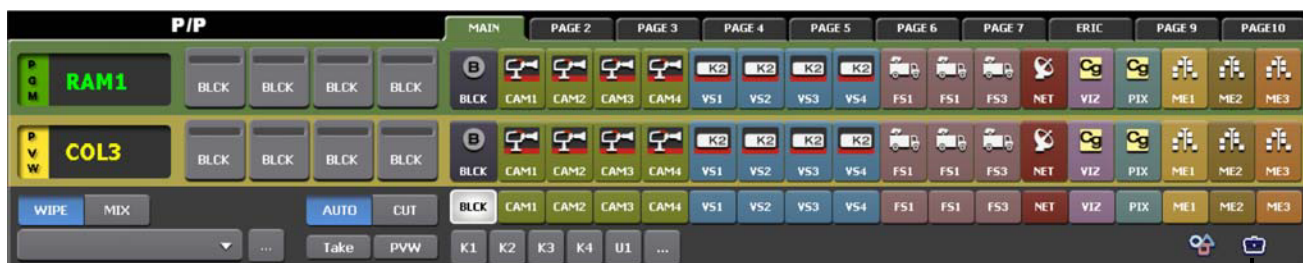 P/P MAIN PAGE 2 PAGE 3 PAGE 4 PAGE 5 PAGE 6 PAGE 7 ERIC PAGE 9 PAGE10
PGM RAM1 BLCK BLCK BLCK BLCK B K2 K2 K2 K2 Cg Cg
BLCK CAM1 CAM2 CAM3 CAM4 VS1 VS2 VS3 VS4 FS1 FS1 FS3 NET VIZ PIX ME1 ME2 ME3
PVW COL3 BLCK BLCK BLCK BLCK B K2 K2 K2 K2 Cg Cg
BLCK CAM1 CAM2 CAM3 CAM4 VS1 VS2 VS3 VS4 FS1 FS1 FS3 NET VIZ PIX ME1 ME2 ME3
WIPE MIX AUTO CUT BLCK CAM1 CAM2 CAM3 CAM4 VS1 VS2 VS3 VS4 FS1 FS1 FS3 NET VIZ PIX ME1 ME2 ME3
... Take PVW K1 K2 K3 K4 U1 ...